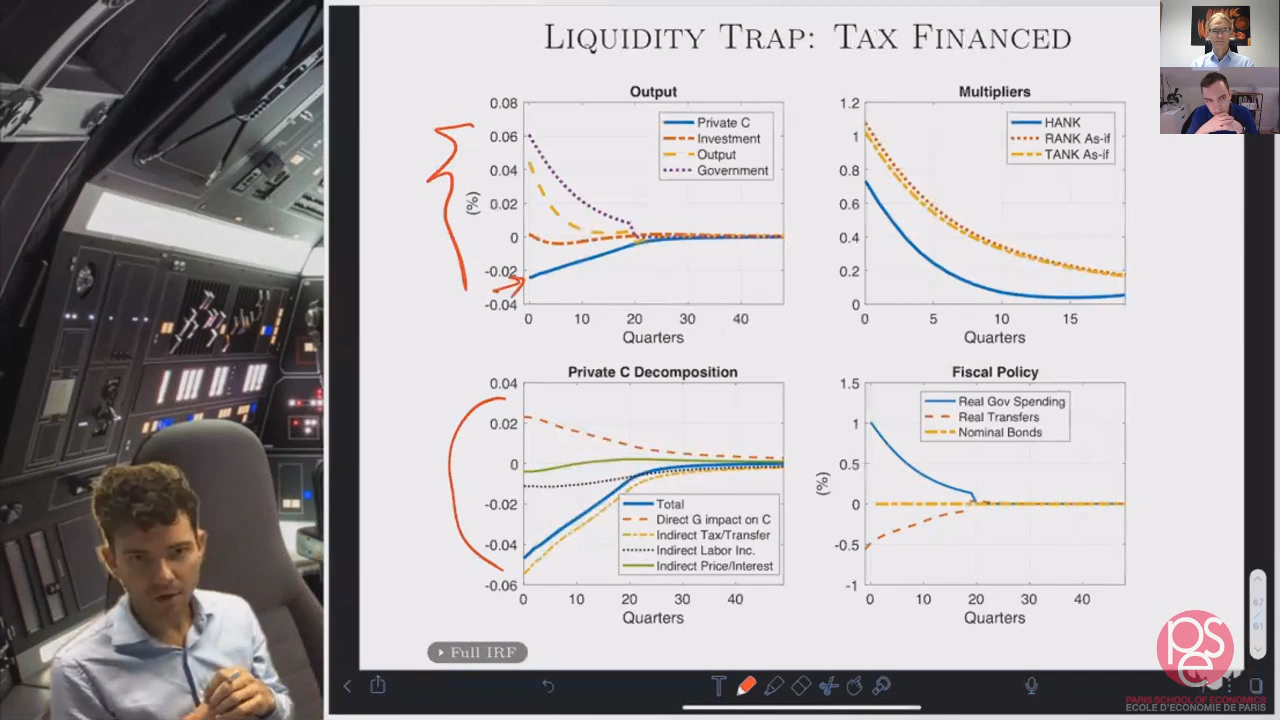 LIQUIDITY TRAP: TAX FINANCED
Output
0.08
0.06
0.04
0.02
0
-0.02
-0.04
(%)
Private C
Investment
Output
Government
0 10 20 30 40
Quarters
Multipliers
1.2
1
0.8
0.6
0.4
0.2
0
HANK
RANK As-if
TANK As-if
0 5 10 15
Quarters
Private C Decomposition
0.04
0.02
0
-0.02
-0.04
-0.06
Total
Direct G impact on C
Indirect Tax/Transfer
Indirect Labor Inc.
Indirect Price/Interest
0 10 20 30 40
Quarters
Fiscal Policy
1.5
1
0.5
0
-0.5
-1
(%)
Real Gov Spending
Real Transfers
Nominal Bonds
0 10 20 30 40
Quarters
Full IRF
T
67
/
61
pse
PARIS SCHOOL OF ECONOMICS
ECOLE D'ECONOMIE DE PARIS